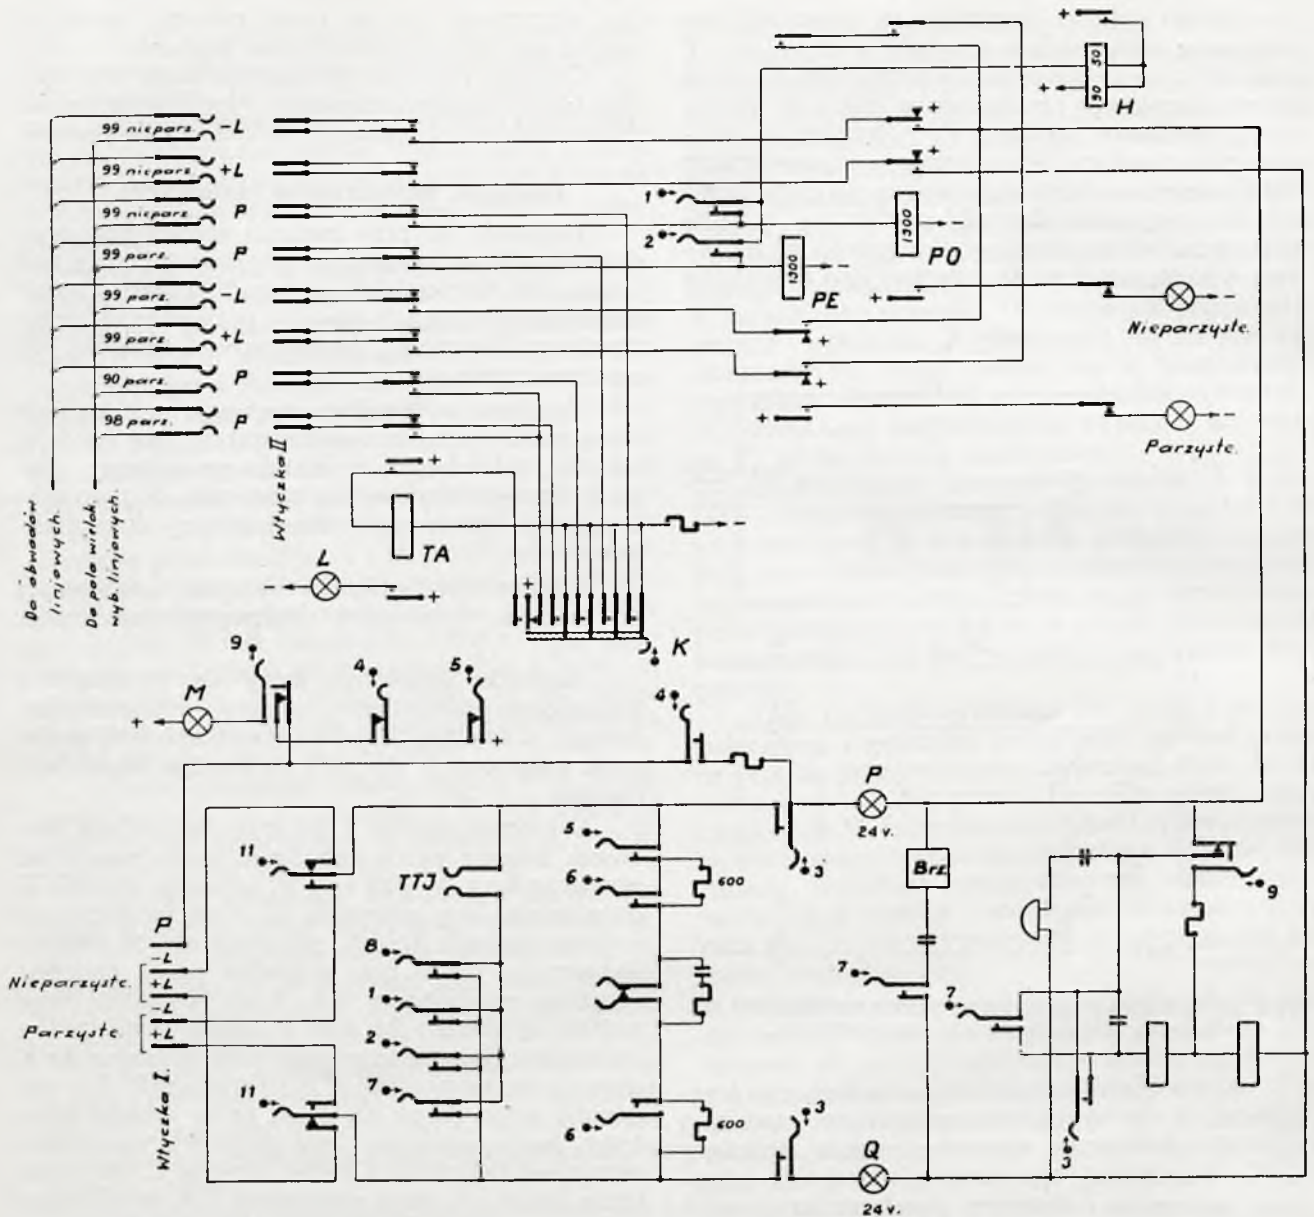 +
50
90
+
H
99 nieparz.
-L
+
99 nieparz.
+L
+
99 nieparz.
P
1
1300
-
PO
99 parz.
P
2
1300
-
PE
99 parz.
-L
+
-
Nieparzyste.
+
99 parz.
+L
+
90 parz.
P
+
-
Parzyste.
98 parz.
P
Wtyczka II
+
Do obwodów
linjowych.
Do pola wielok.
wyb. linjowych.
TA
-
-
L
+
+
K
9
4
5
4
+
M
+
P
24 v.
11
5
TTJ
6
600
3
Brz.
9
P
-L
+L
Nieparzyste.
-L
+L
Parzyste.
8
1
2
7
7
7
Wtyczka I.
11
6
600
3
3
Q
24 v.